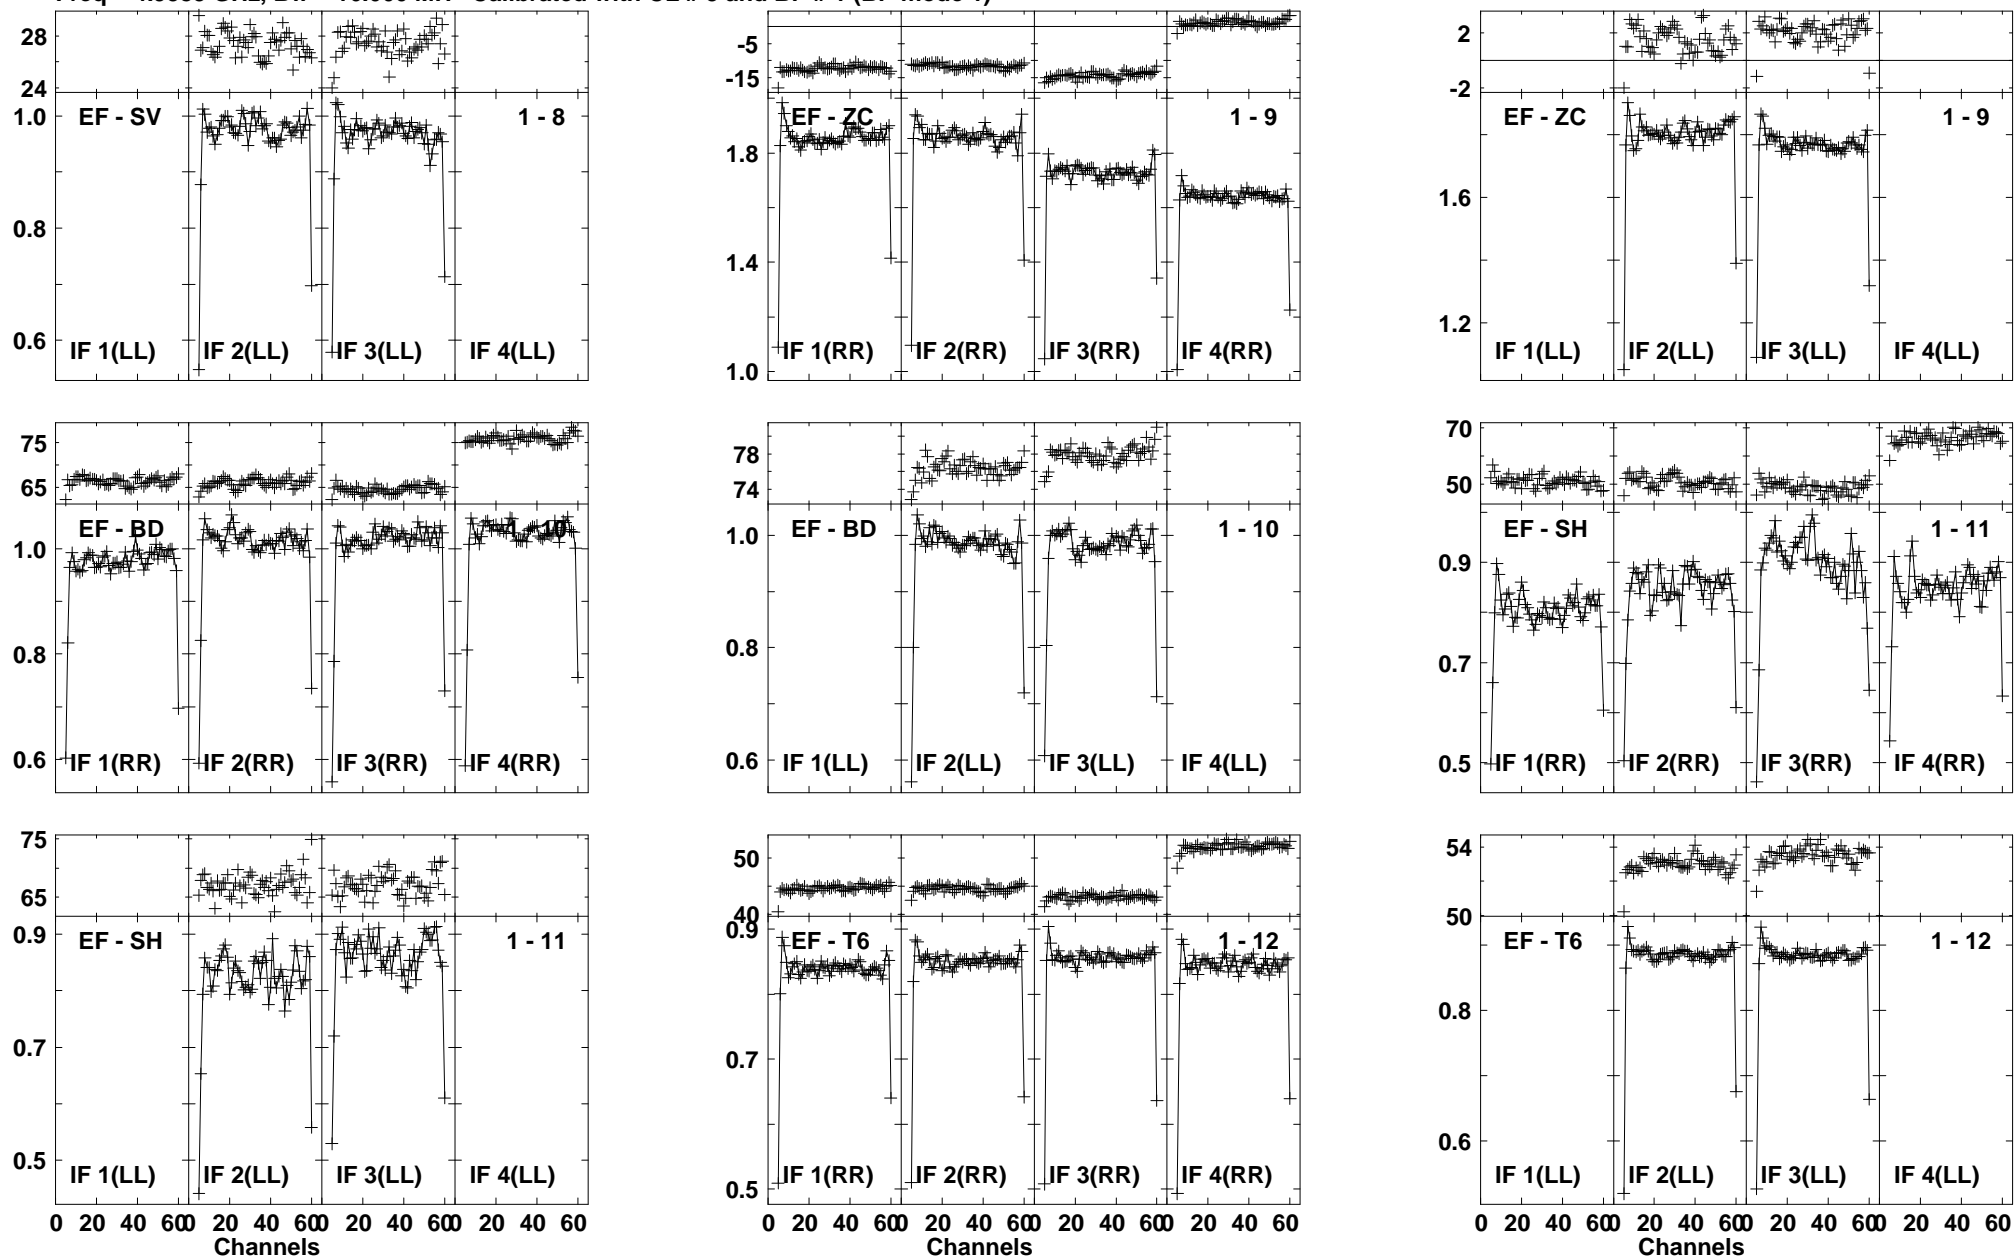 28
24
1.0
0.8
0.6
EF - SV
1 - 8
IF 1(LL) IF 2(LL) IF 3(LL) IF 4(LL)
-5
-15
1.8
1.4
1.0
EF - ZC
1 - 9
IF 1(RR) IF 2(RR) IF 3(RR) IF 4(RR)
2
-2
1.6
1.2
EF - ZC
1 - 9
IF 1(LL) IF 2(LL) IF 3(LL) IF 4(LL)
75
65
1.0
0.8
0.6
EF - BD
1 - 10
IF 1(RR) IF 2(RR) IF 3(RR) IF 4(RR)
78
74
1.0
0.8
0.6
EF - BD
1 - 10
IF 1(LL) IF 2(LL) IF 3(LL) IF 4(LL)
70
50
0.9
0.7
0.5
EF - SH
1 - 11
IF 1(RR) IF 2(RR) IF 3(RR) IF 4(RR)
75
65
0.9
0.7
0.5
EF - SH
1 - 11
IF 1(LL) IF 2(LL) IF 3(LL) IF 4(LL)
0 20 40 60 0 20 40 60 0 20 40 60 0 20 40 60
Channels
50
40
0.9
0.7
0.5
EF - T6
1 - 12
IF 1(RR) IF 2(RR) IF 3(RR) IF 4(RR)
0 20 40 60 0 20 40 60 0 20 40 60 0 20 40 60
Channels
54
50
0.8
0.6
EF - T6
1 - 12
IF 1(LL) IF 2(LL) IF 3(LL) IF 4(LL)
0 20 40 60 0 20 40 60 0 20 40 60 0 20 40 60
Channels